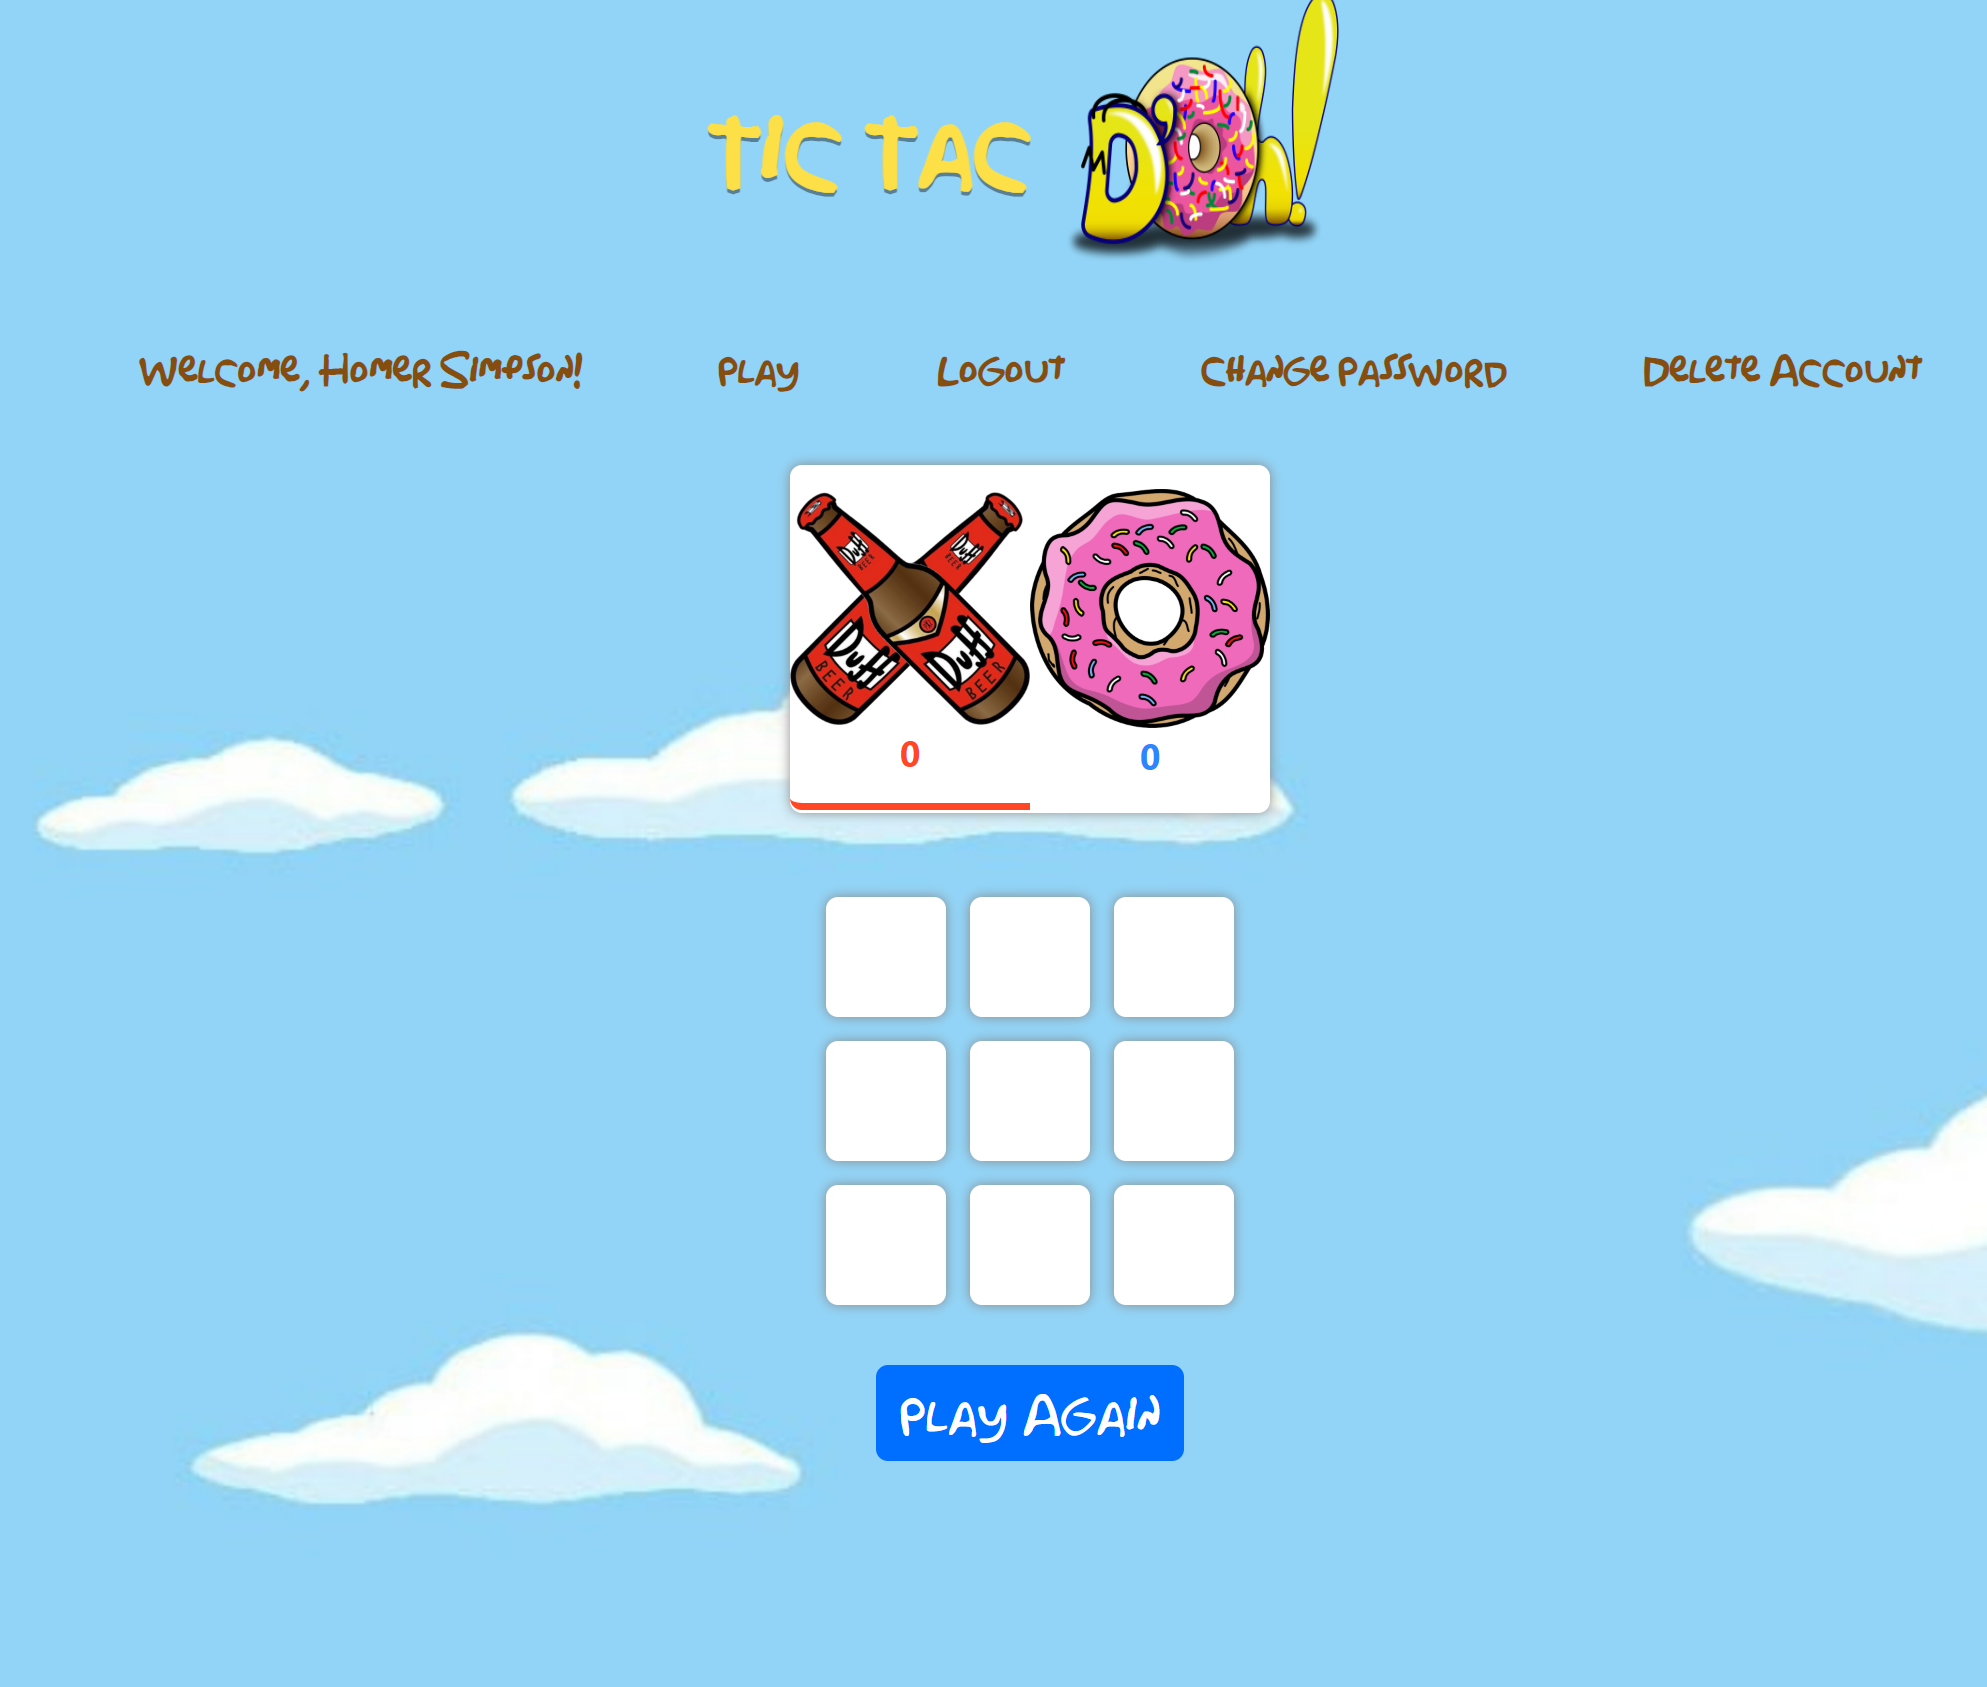 TIC TAC D'Oh!
Welcome, Homer Simpson! Play Logout Change Password Delete Account
Duff BEER Duff BEER
Duff BEER Duff BEER
0 0
Play Again